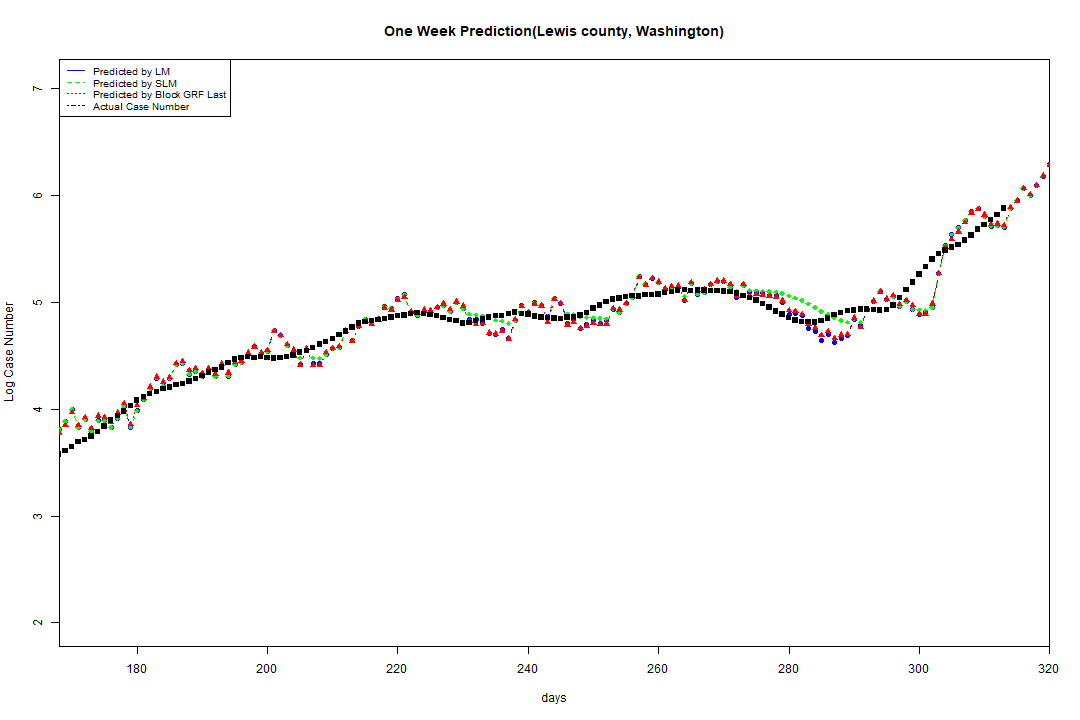 One Week Prediction(Lewis county, Washington)
Predicted by LM
Predicted by SLM
Predicted by Block GRF Last
Actual Case Number
Log Case Number
7
6
5
4
3
2
180 200 220 240 260 280 300 320
days